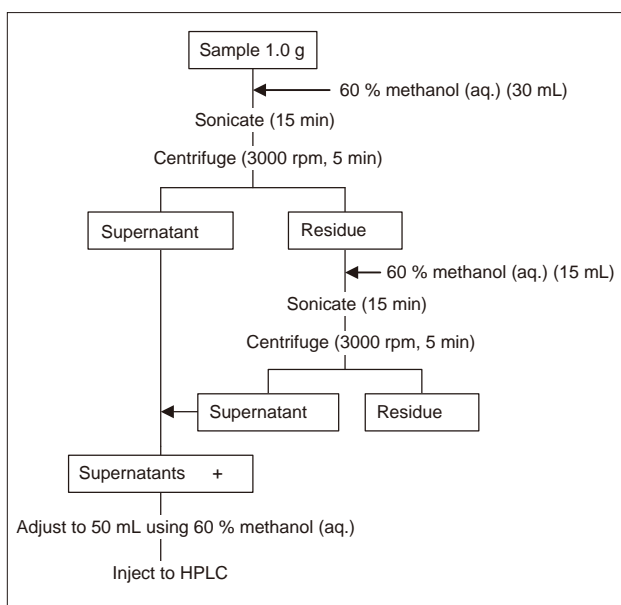 Sample 1.0 g
60 % methanol (aq.) (30 mL)
Sonicate (15 min)
Centrifuge (3000 rpm, 5 min)
Supernatant
Residue
60 % methanol (aq.) (15 mL)
Sonicate (15 min)
Centrifuge (3000 rpm, 5 min)
Supernatant
Residue
Supernatants +
Adjust to 50 mL using 60 % methanol (aq.)
Inject to HPLC